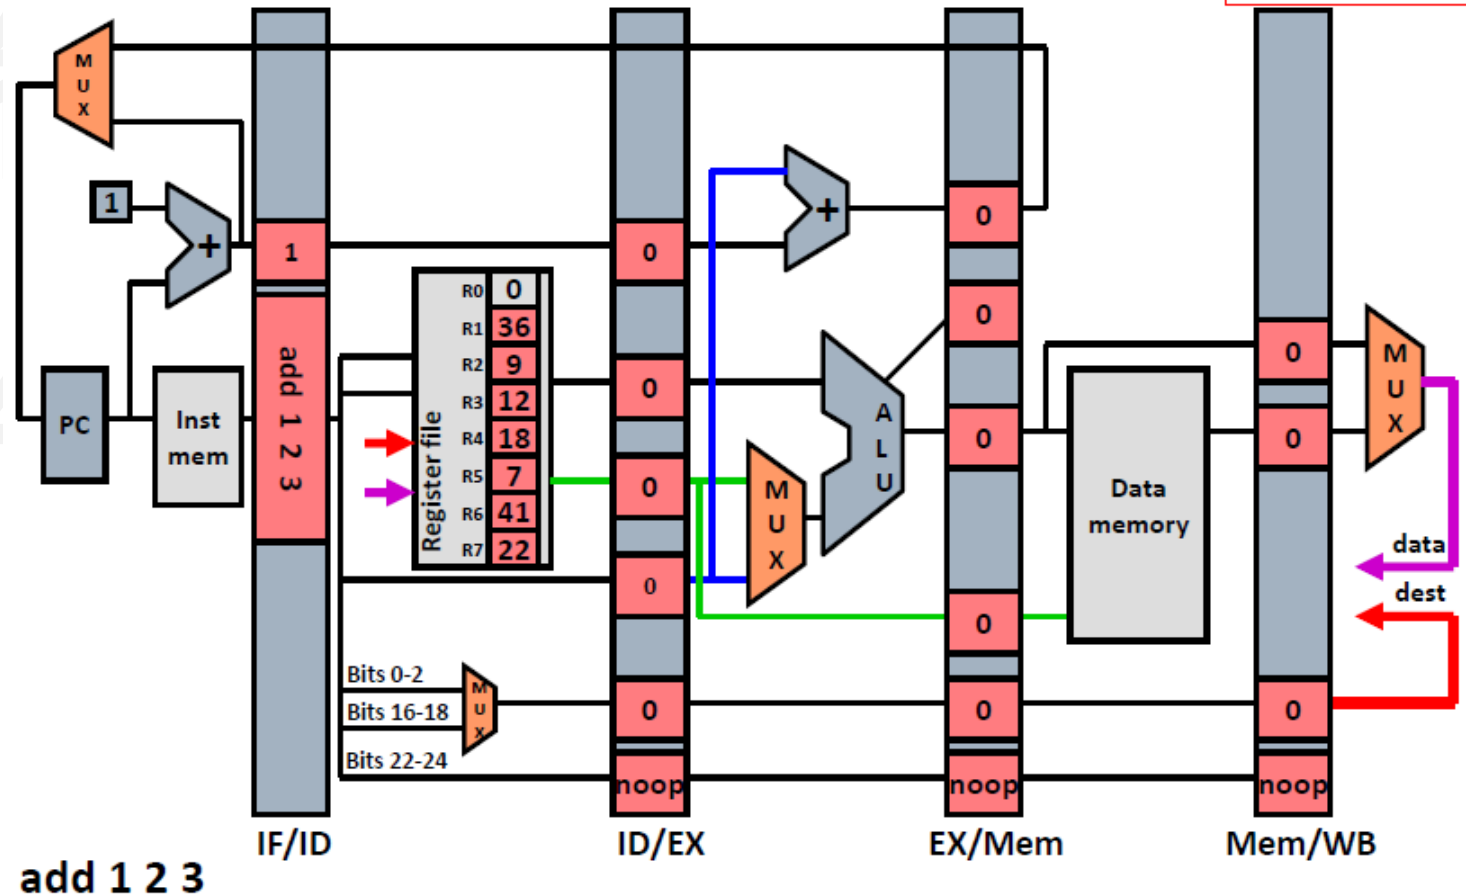 M
U
X
1
+
1
0
+
0
0
PC
Inst
mem
add 1 2 3
Register file
R0 0
R1 36
R2 9
R3 12
R4 18
R5 7
R6 41
R7 22
0
0
0
M
U
X
A
L
U
0
0
Data
memory
0
0
M
U
X
data
dest
Bits 0-2
Bits 16-18
Bits 22-24
M
U
X
0
0
0
noop
noop
noop
IF/ID
ID/EX
EX/Mem
Mem/WB
add 1 2 3